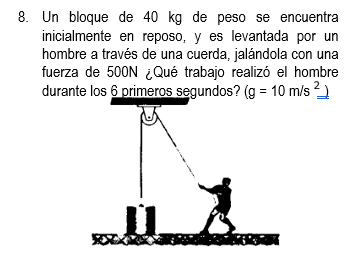 8. Un bloque de 40 kg de peso se encuentra
inicialmente en reposo, y es levantada por un
hombre a través de una cuerda, jalándola con una
fuerza de 500N ¿Qué trabajo realizó el hombre
durante los 6 primeros segundos? (g = 10 m/s ² )